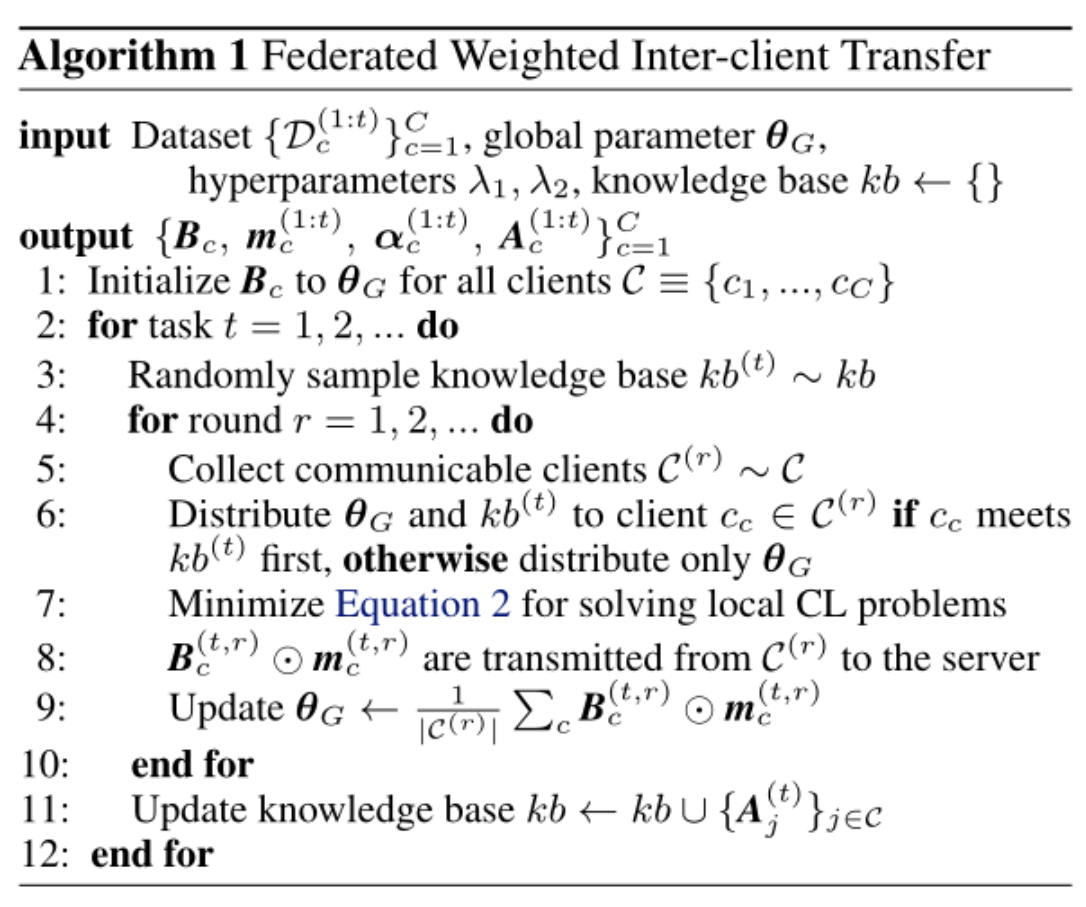 Algorithm 1 Federated Weighted Inter-client Transfer
input Dataset $\{\mathcal{D}_c^{(1:t)}\}_{c=1}^{C}$, global parameter $\boldsymbol{\theta}_G$,
hyperparameters $\lambda_1, \lambda_2$, knowledge base $kb \leftarrow \{\}$
output $\{\boldsymbol{B}_c, \boldsymbol{m}_c^{(1:t)}, \boldsymbol{\alpha}_c^{(1:t)}, \boldsymbol{A}_c^{(1:t)}\}_{c=1}^{C}$
1: Initialize $\boldsymbol{B}_c$ to $\boldsymbol{\theta}_G$ for all clients $\mathcal{C} \equiv \{c_1, ..., c_C\}$
2: for task $t = 1, 2, ...$ do
3: Randomly sample knowledge base $kb^{(t)} \sim kb$
4: for round $r = 1, 2, ...$ do
5: Collect communicable clients $\mathcal{C}^{(r)} \sim \mathcal{C}$
6: Distribute $\boldsymbol{\theta}_G$ and $kb^{(t)}$ to client $c_c \in \mathcal{C}^{(r)}$ if $c_c$ meets
$kb^{(t)}$ first, otherwise distribute only $\boldsymbol{\theta}_G$
7: Minimize Equation 2 for solving local CL problems
8: $\boldsymbol{B}_c^{(t,r)} \odot \boldsymbol{m}_c^{(t,r)}$ are transmitted from $\mathcal{C}^{(r)}$ to the server
9: Update $\boldsymbol{\theta}_G \leftarrow \frac{1}{|\mathcal{C}^{(r)}|} \sum_c \boldsymbol{B}_c^{(t,r)} \odot \boldsymbol{m}_c^{(t,r)}$
10: end for
11: Update knowledge base $kb \leftarrow kb \cup \{\boldsymbol{A}_j^{(t)}\}_{j \in \mathcal{C}}$
12: end for